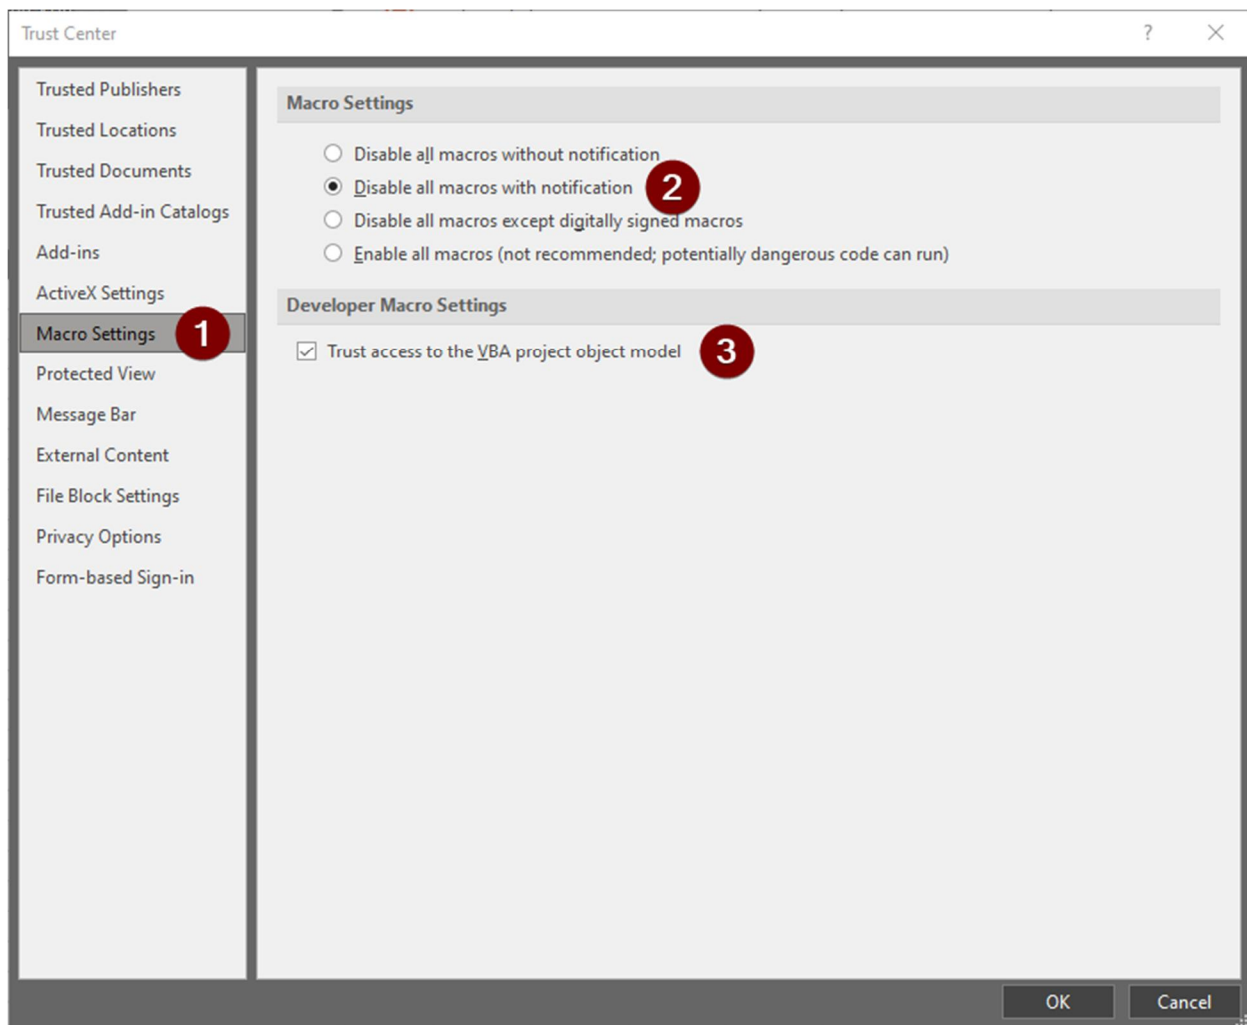 Trust Center
?
Trusted Publishers
Trusted Locations
Trusted Documents
Trusted Add-in Catalogs
Add-ins
ActiveX Settings
Macro Settings 1
Protected View
Message Bar
External Content
File Block Settings
Privacy Options
Form-based Sign-in
Macro Settings
Disable all macros without notification
Disable all macros with notification 2
Disable all macros except digitally signed macros
Enable all macros (not recommended; potentially dangerous code can run)
Developer Macro Settings
Trust access to the VBA project object model 3
OK
Cancel